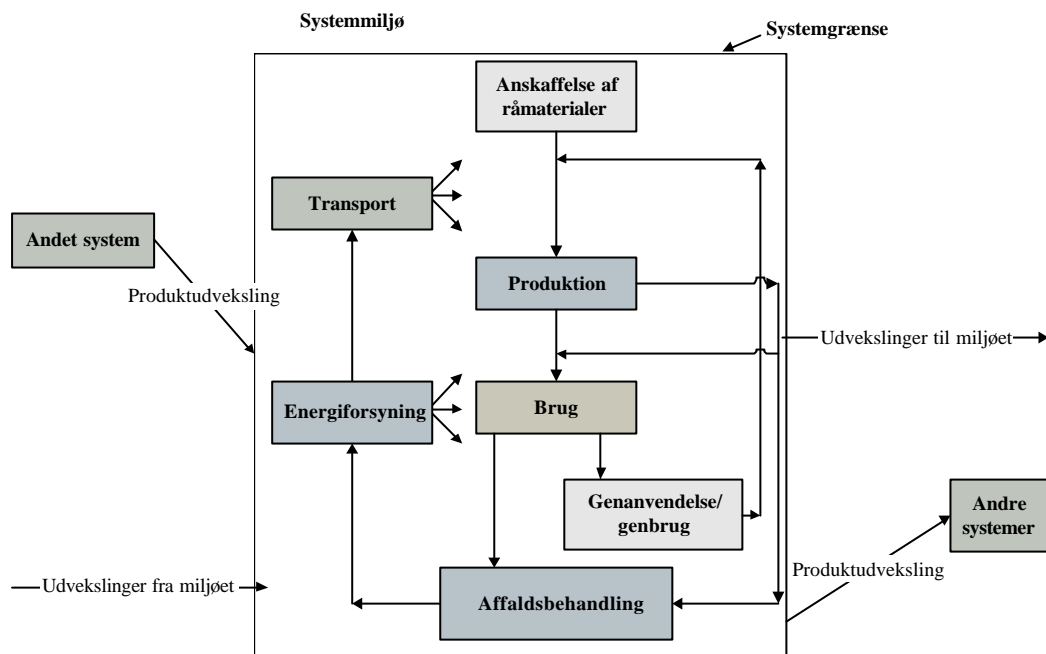 Systemmiljø
Systemgrænse
Anskaffelse af
råmaterialer
Transport
Andet system
Produktudveksling
Produktion
Udvekslinger til miljøet
Energiforsyning
Brug
Genanvendelse/
genbrug
Andre
systemer
Produktudveksling
Udvekslinger fra miljøet
Affaldsbehandling